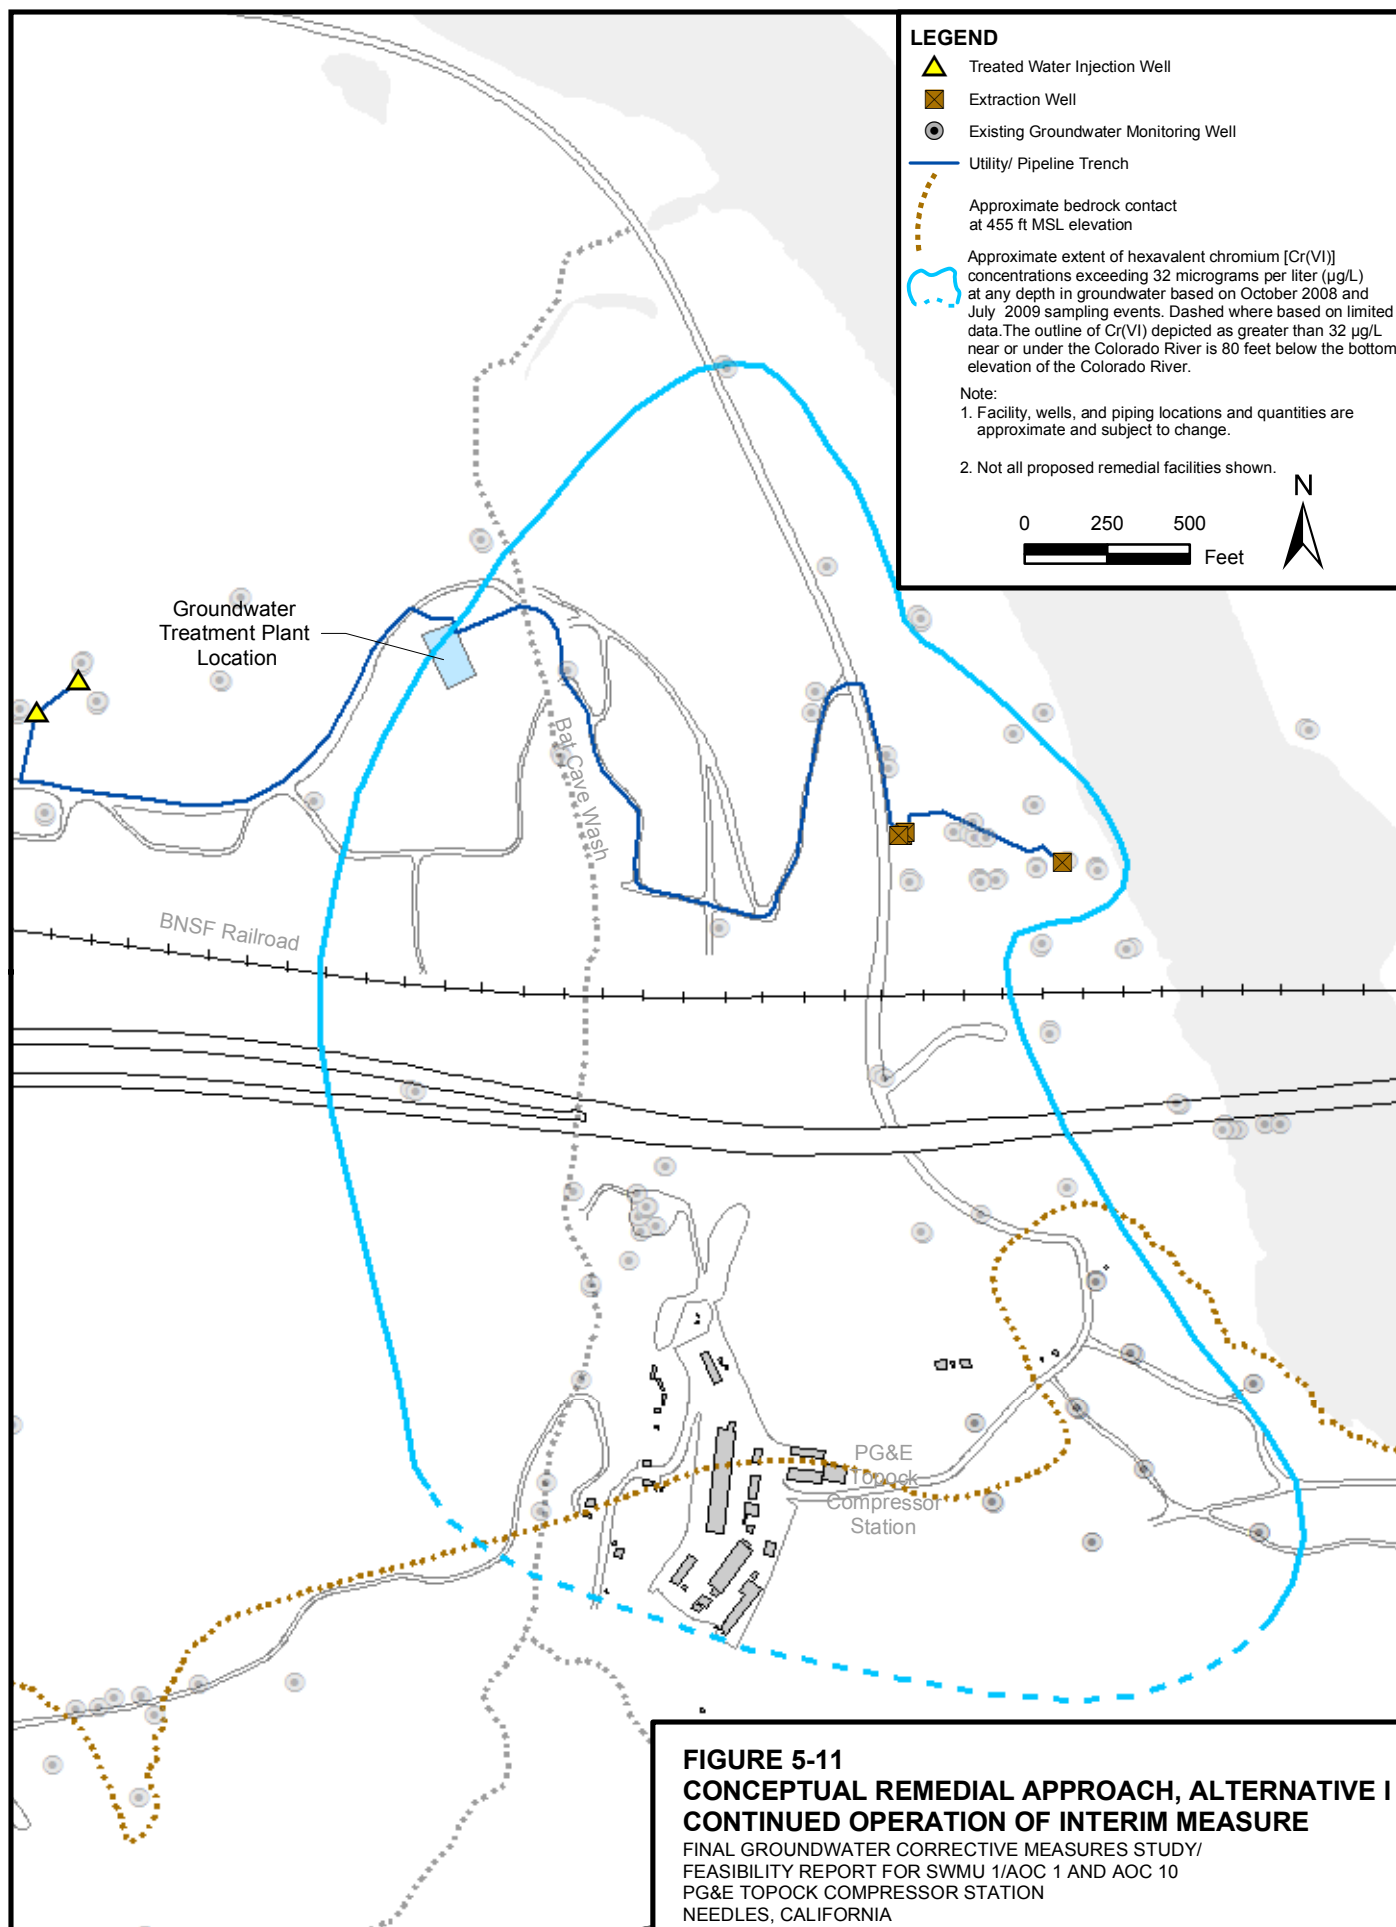 LEGEND
Treated Water Injection Well
Extraction Well
Existing Groundwater Monitoring Well
Utility/ Pipeline Trench
Approximate bedrock contact
at 455 ft MSL elevation
Approximate extent of hexavalent chromium [Cr(VI)]
concentrations exceeding 32 micrograms per liter (µg/L)
at any depth in groundwater based on October 2008 and
July 2009 sampling events. Dashed where based on limited
data.The outline of Cr(VI) depicted as greater than 32 µg/L
near or under the Colorado River is 80 feet below the bottom
elevation of the Colorado River.
Note:
1. Facility, wells, and piping locations and quantities are
approximate and subject to change.
2. Not all proposed remedial facilities shown.
N
0 250 500
Feet
Groundwater
Treatment Plant
Location
Bat Cave Wash
BNSF Railroad
PG&E
Topock
Compressor
Station
FIGURE 5-11
CONCEPTUAL REMEDIAL APPROACH, ALTERNATIVE I
CONTINUED OPERATION OF INTERIM MEASURE
FINAL GROUNDWATER CORRECTIVE MEASURES STUDY/
FEASIBILITY REPORT FOR SWMU 1/AOC 1 AND AOC 10
PG&E TOPOCK COMPRESSOR STATION
NEEDLES, CALIFORNIA